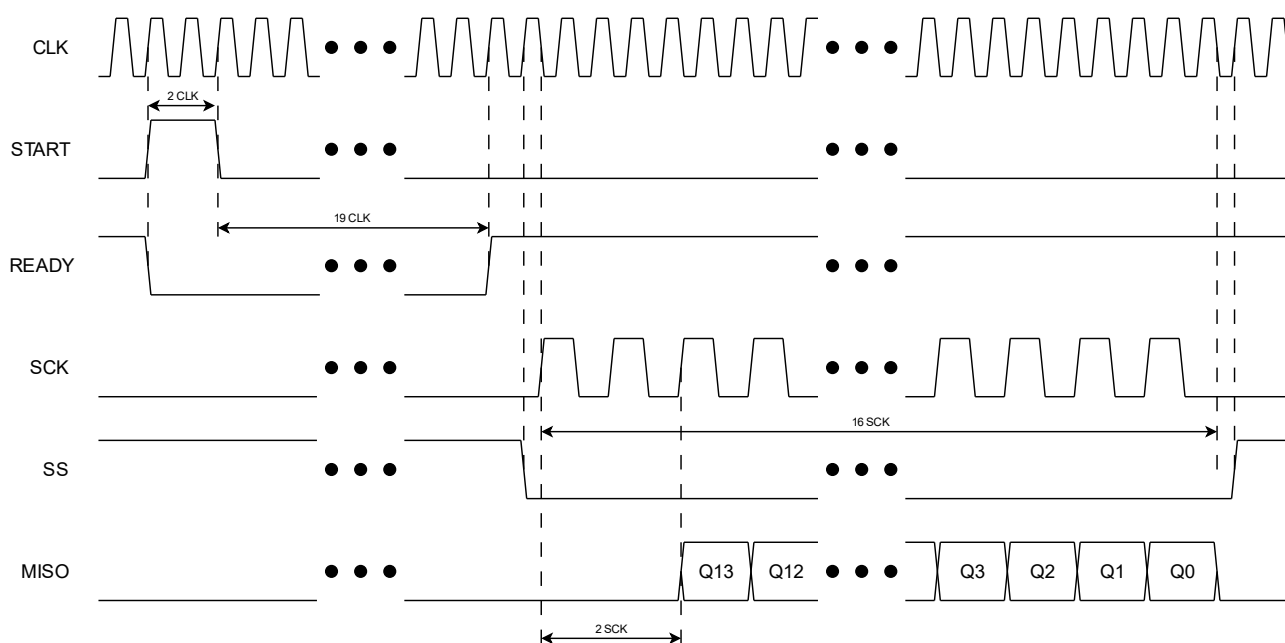 CLK
2 CLK
START
19 CLK
READY
SCK
16 SCK
SS
MISO
Q13 Q12 Q3 Q2 Q1 Q0
2 SCK